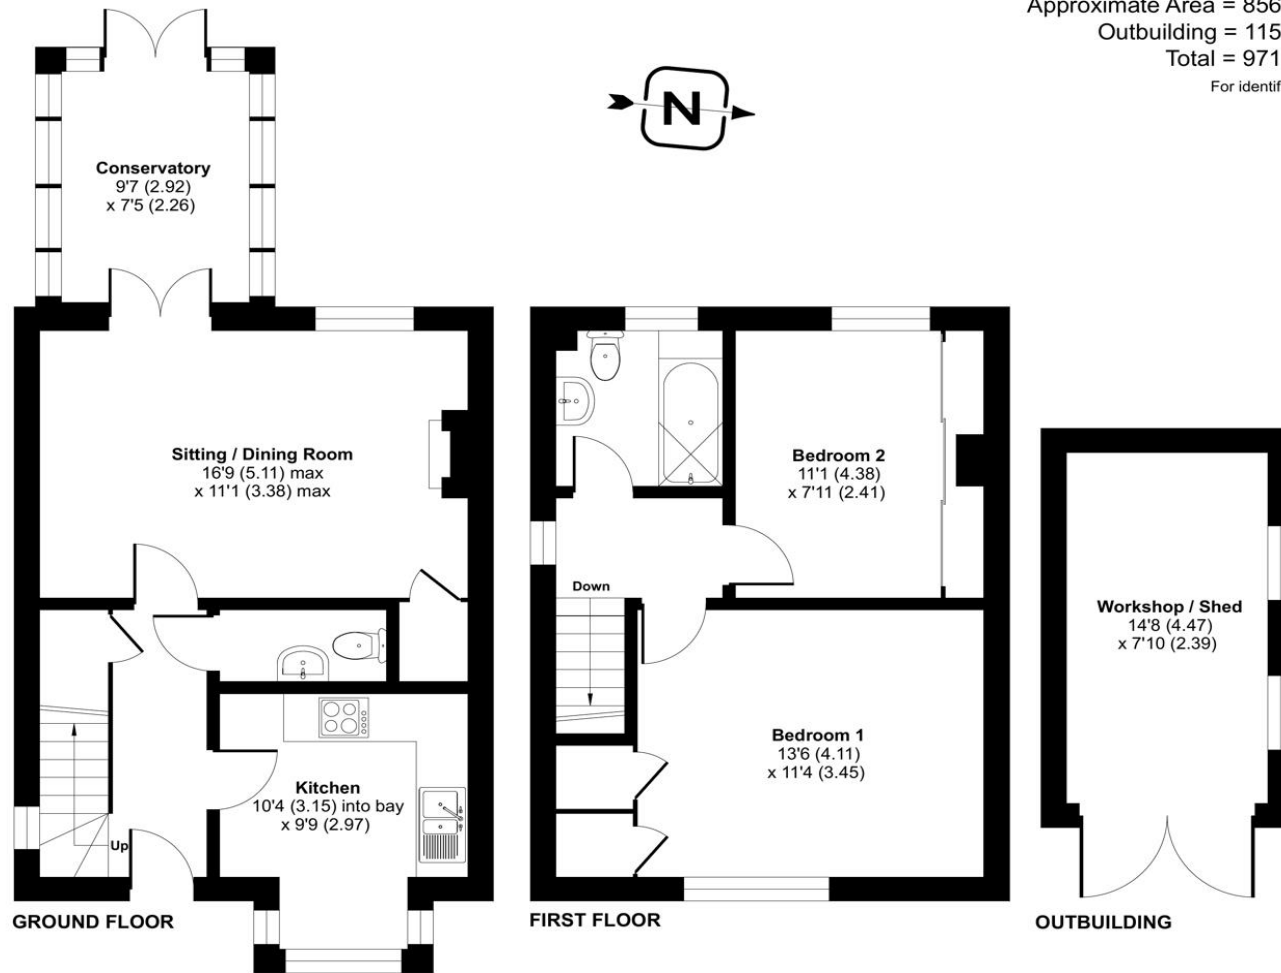 Approximate Area = 856
Outbuilding = 115
Total = 971
For identif
N
Conservatory
9'7 (2.92)
x 7'5 (2.26)
Sitting / Dining Room
16'9 (5.11) max
x 11'1 (3.38) max
Bedroom 2
11'1 (4.38)
x 7'11 (2.41)
Down
Workshop / Shed
14'8 (4.47)
x 7'10 (2.39)
Bedroom 1
13'6 (4.11)
x 11'4 (3.45)
Kitchen
10'4 (3.15) into bay
x 9'9 (2.97)
Up
GROUND FLOOR
FIRST FLOOR
OUTBUILDING